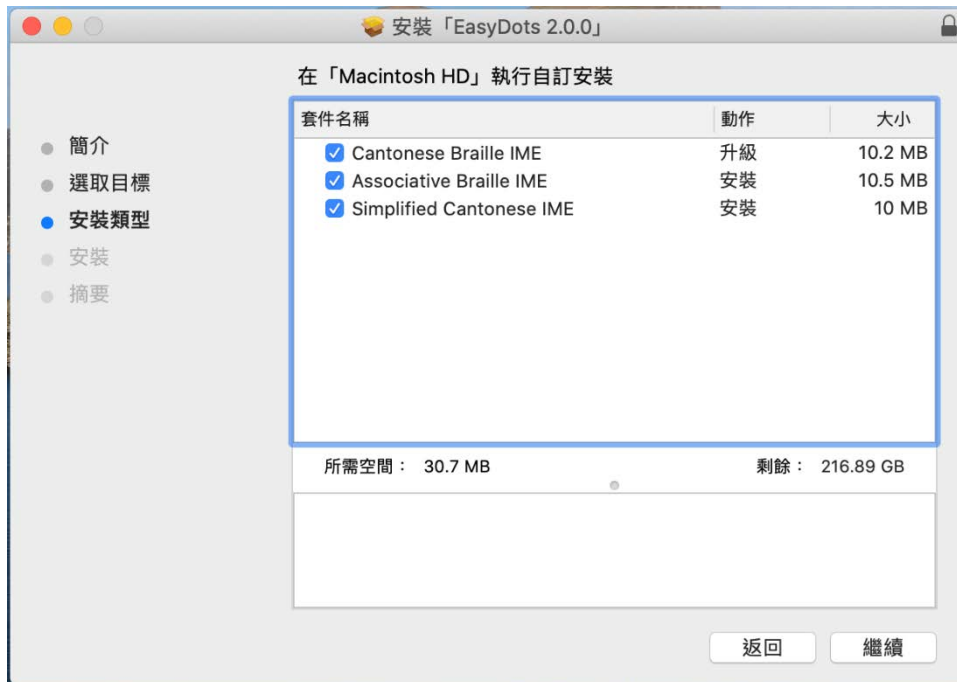 安裝「EasyDots 2.0.0」
在「Macintosh HD」執行自訂安裝
簡介
選取目標
安裝類型
安裝
摘要
套件名稱 動作 大小
Cantonese Braille IME 升級 10.2 MB
Associative Braille IME 安裝 10.5 MB
Simplified Cantonese IME 安裝 10 MB
所需空間： 30.7 MB 剩餘： 216.89 GB
返回 繼續